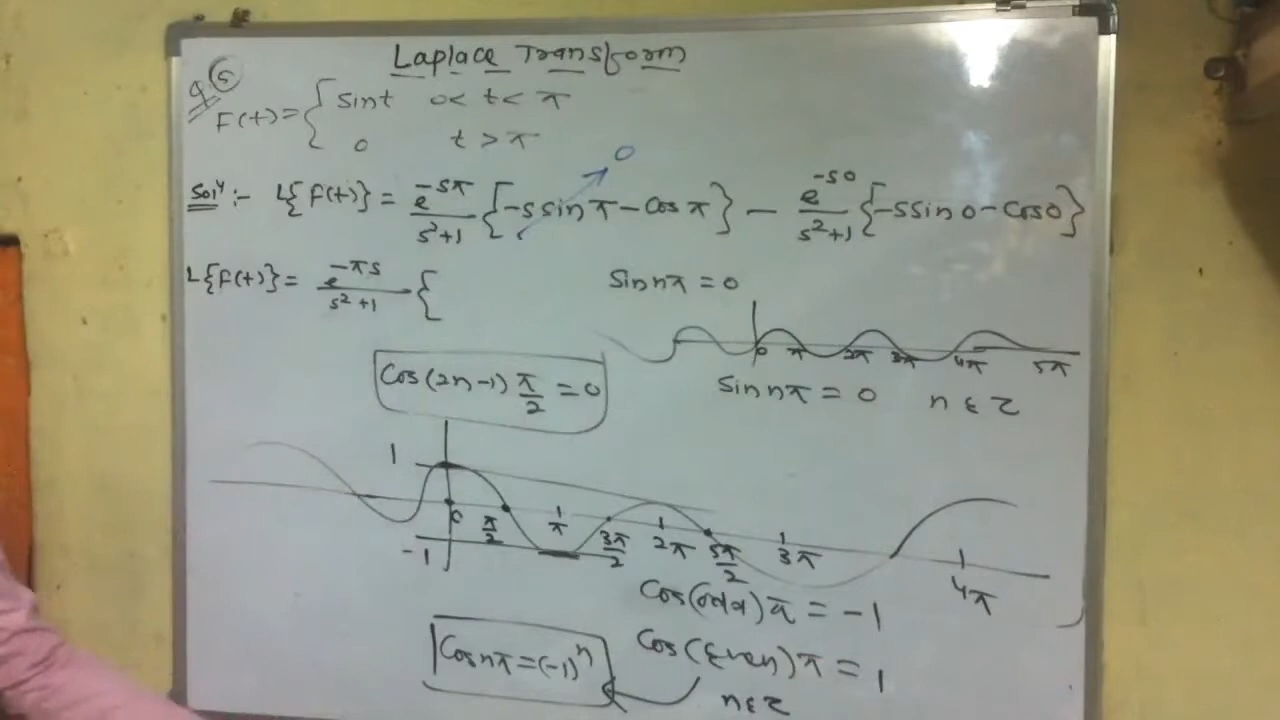 Laplace Transform
Q (5)
F(t) = { sint 0 < t < π
0 t > π
Solⁿ :- L{F(t)} = e^-sπ / s²+1 {-s sin π - cos π} - e^-s0 / s²+1 {-s sin 0 - cos 0}
0
L{F(t)} = e^-πs / s²+1 {
Sin nπ = 0
0 π 2π 3π 4π 5π
Sin nπ = 0 n ε Z
Cos (2n-1) π/2 = 0
1
0 π/2 π 3π/2 2π 5π/2 3π 4π
-1
Cos(odd)π = -1
Cos(Even)π = 1
n ε Z
Cos nπ = (-1)^n